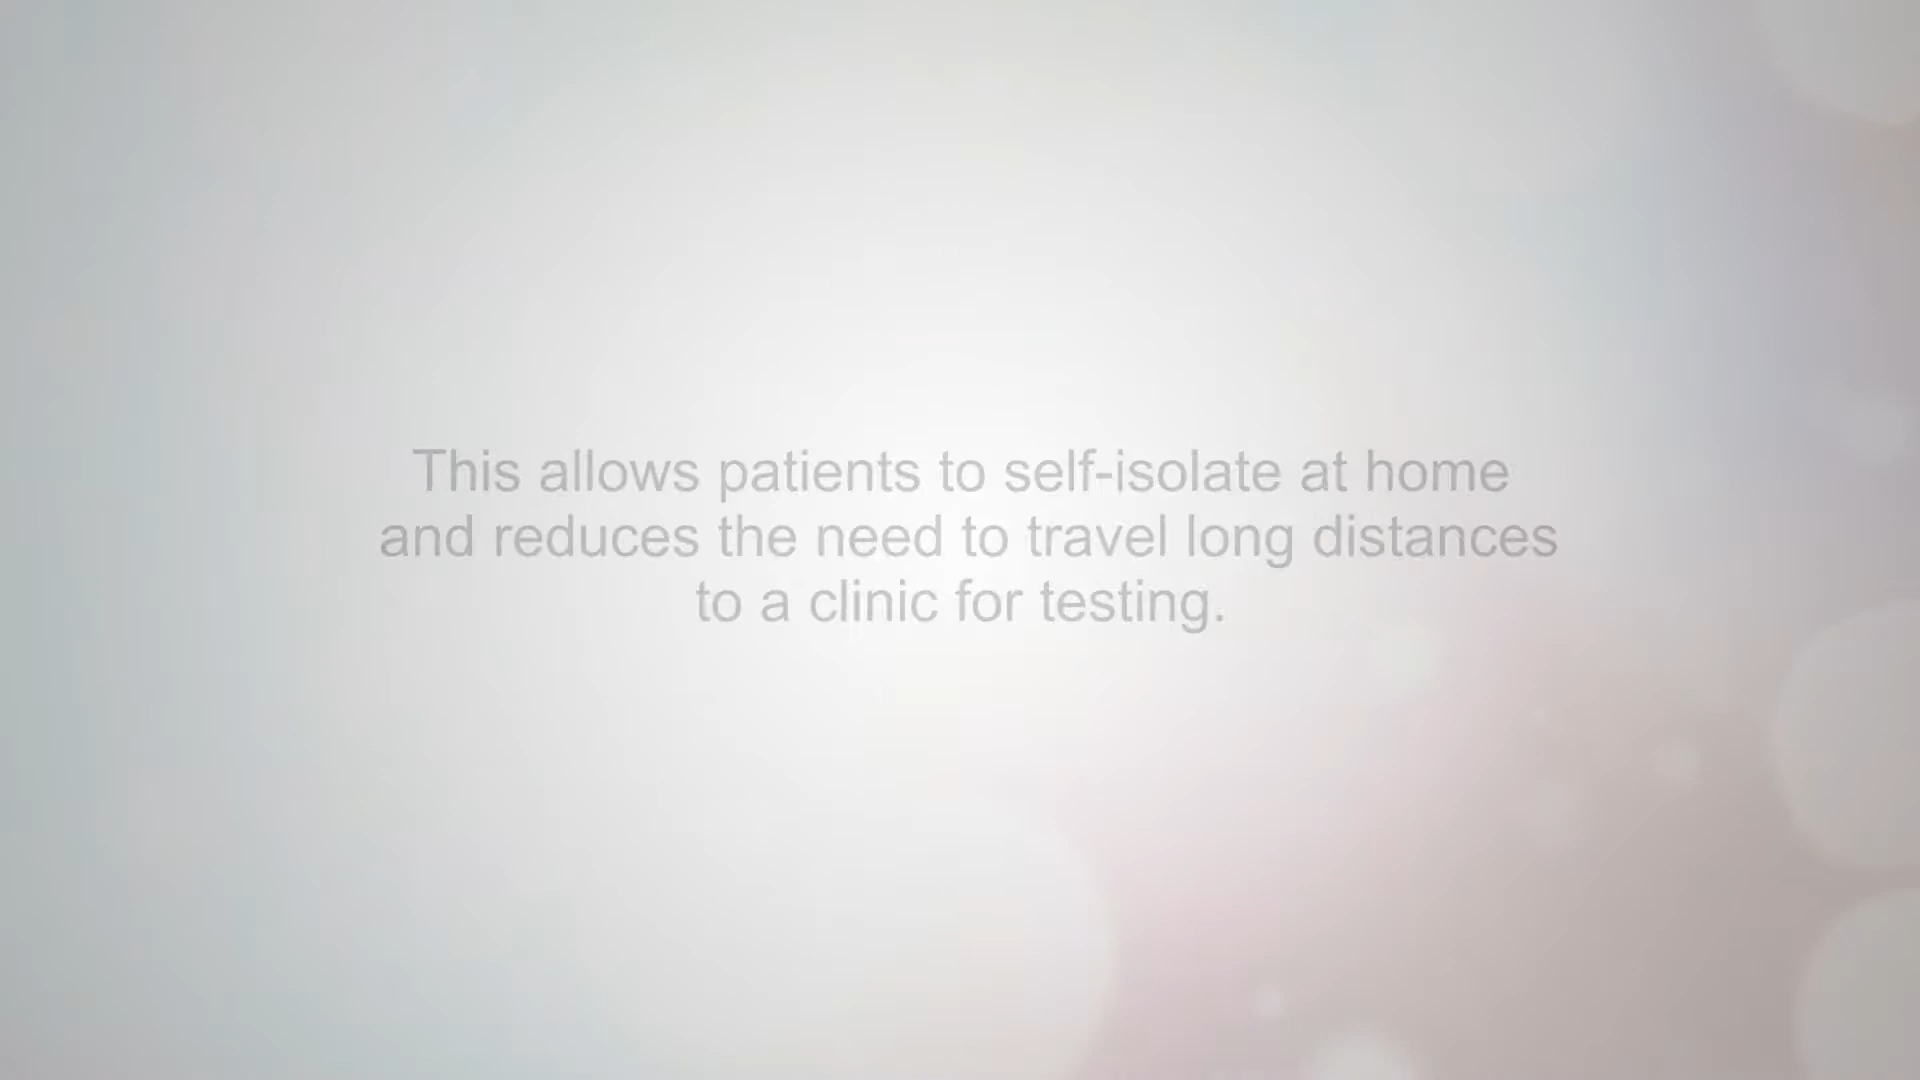 This allows patients to self-isolate at home
and reduces the need to travel long distances
to a clinic for testing.